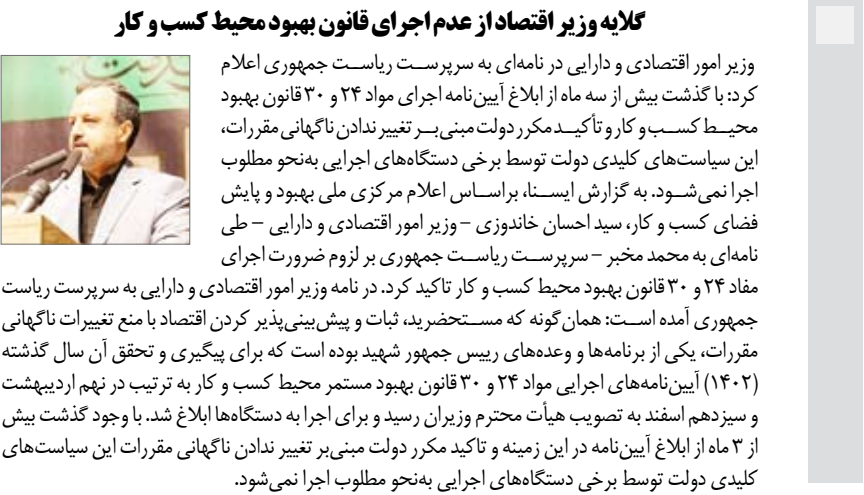 گلایه وزیر اقتصاد از عدم اجرای قانون بهبود محیط کسب و کار
وزیر امور اقتصادی و دارایی در نامه‌ای به سرپرست ریاست جمهوری اعلام
کرد: با گذشت بیش از سه ماه از ابلاغ آیین‌نامه اجرای مواد ۲۴ و ۳۰ قانون بهبود
محیط کسب و کار و تأکید مکرر دولت مبنی بر تغییر ندادن ناگهانی مقررات،
این سیاست‌های کلیدی دولت توسط برخی دستگاه‌های اجرایی به‌نحو مطلوب
اجرا نمی‌شود. به گزارش ایسنا، براساس اعلام مرکزی ملی بهبود و پایش
فضای کسب و کار، سید احسان خاندوزی – وزیر امور اقتصادی و دارایی – طی
نامه‌ای به محمد مخبر – سرپرست ریاست جمهوری بر لزوم ضرورت اجرای
مفاد ۲۴ و ۳۰ قانون بهبود محیط کسب و کار تاکید کرد. در نامه وزیر امور اقتصادی و دارایی به سرپرست ریاست
جمهوری آمده است: همان گونه که مستحضرید، ثبات و پیش‌بینی‌پذیر کردن اقتصاد با منع تغییرات ناگهانی
مقررات، یکی از برنامه‌ها و وعده‌های رییس جمهور شهید بوده است که برای پیگیری و تحقق آن سال گذشته
(۱۴۰۲) آیین‌نامه‌های اجرایی مواد ۲۴ و ۳۰ قانون بهبود مستمر محیط کسب و کار به ترتیب در نهم اردیبهشت
و سیزدهم اسفند به تصویب هیأت محترم وزیران رسید و برای اجرا به دستگاه‌ها ابلاغ شد. با وجود گذشت بیش
از ۳ ماه از ابلاغ آیین‌نامه در این زمینه و تاکید مکرر دولت مبنی‌بر تغییر ندادن ناگهانی مقررات این سیاست‌های
کلیدی دولت توسط برخی دستگاه‌های اجرایی به‌نحو مطلوب اجرا نمی‌شود.